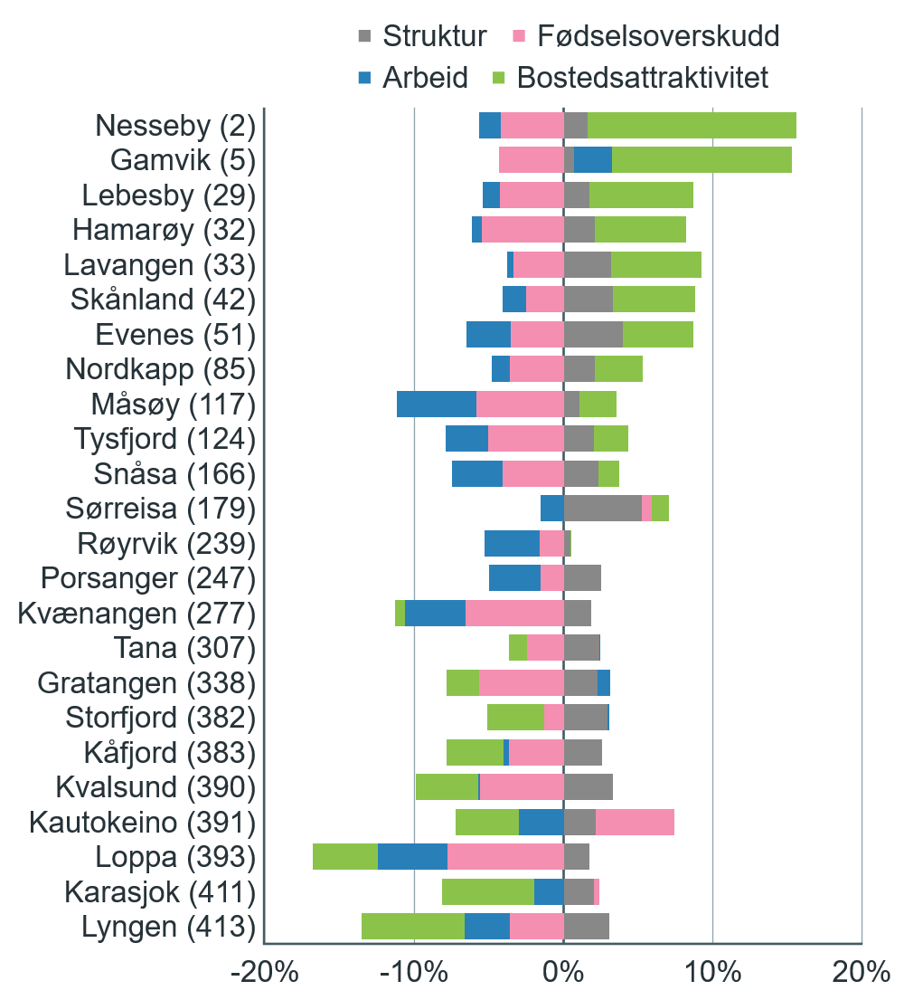 Struktur Fødselsoverskudd
Arbeid Bostedsattraktivitet
Nesseby (2)
Gamvik (5)
Lebesby (29)
Hamarøy (32)
Lavangen (33)
Skånland (42)
Evenes (51)
Nordkapp (85)
Måsøy (117)
Tysfjord (124)
Snåsa (166)
Sørreisa (179)
Røyrvik (239)
Porsanger (247)
Kvænangen (277)
Tana (307)
Gratangen (338)
Storfjord (382)
Kåfjord (383)
Kvalsund (390)
Kautokeino (391)
Loppa (393)
Karasjok (411)
Lyngen (413)
-20% -10% 0% 10% 20%